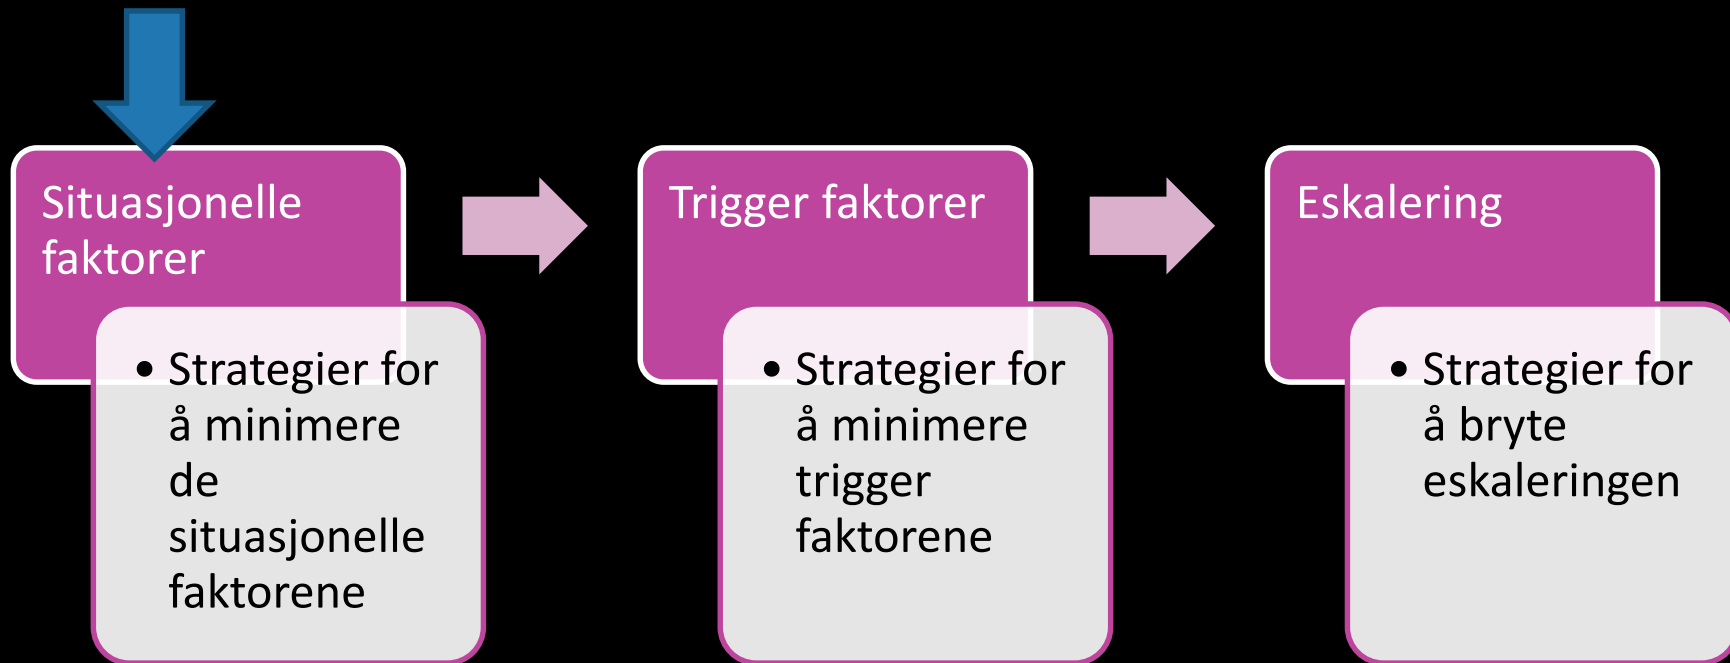 Situasjonelle
faktorer
• Strategier for
å minimere
de
situasjonelle
faktorene
Trigger faktorer
• Strategier for
å minimere
trigger
faktorene
Eskalering
• Strategier for
å bryte
eskaleringen